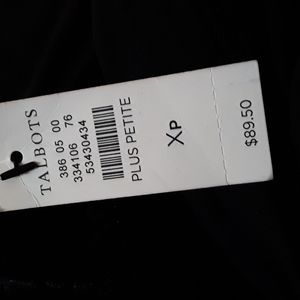 TALBOTS
386 05 00
334106 76
53430434
PLUS PETITE
XP
$89.50